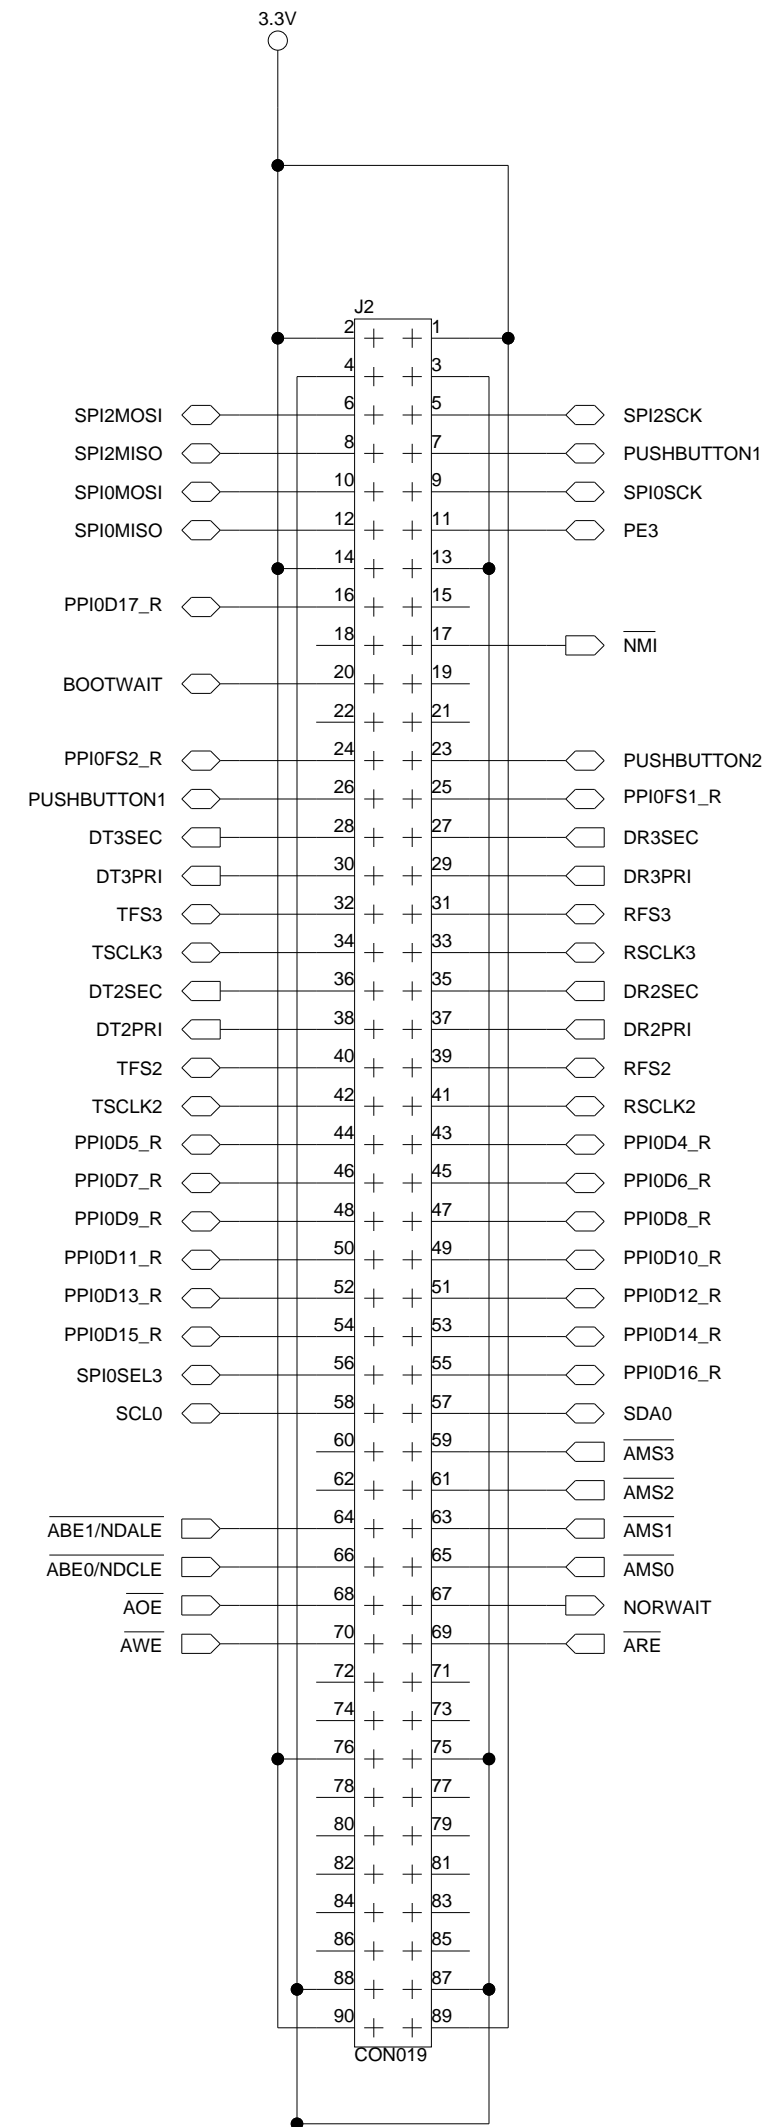 3.3V
J2
2 1
4 3
SPI2MOSI 6 5 SPI2SCK
SPI2MISO 8 7 PUSHBUTTON1
SPI0MOSI 10 9 SPI0SCK
SPI0MISO 12 11 PE3
14 13
PPI0D17_R 16 15
18 17 NMI
BOOTWAIT 20 19
22 21
PPI0FS2_R 24 23 PUSHBUTTON2
PUSHBUTTON1 26 25 PPI0FS1_R
DT3SEC 28 27 DR3SEC
DT3PRI 30 29 DR3PRI
TFS3 32 31 RFS3
TSCLK3 34 33 RSCLK3
DT2SEC 36 35 DR2SEC
DT2PRI 38 37 DR2PRI
TFS2 40 39 RFS2
TSCLK2 42 41 RSCLK2
PPI0D5_R 44 43 PPI0D4_R
PPI0D7_R 46 45 PPI0D6_R
PPI0D9_R 48 47 PPI0D8_R
PPI0D11_R 50 49 PPI0D10_R
PPI0D13_R 52 51 PPI0D12_R
PPI0D15_R 54 53 PPI0D14_R
SPI0SEL3 56 55 PPI0D16_R
SCL0 58 57 SDA0
60 59 AMS3
62 61 AMS2
ABE1/NDALE 64 63 AMS1
ABE0/NDCLE 66 65 AMS0
AOE 68 67 NORWAIT
AWE 70 69 ARE
72 71
74 73
76 75
78 77
80 79
82 81
84 83
86 85
88 87
90 89
CON019